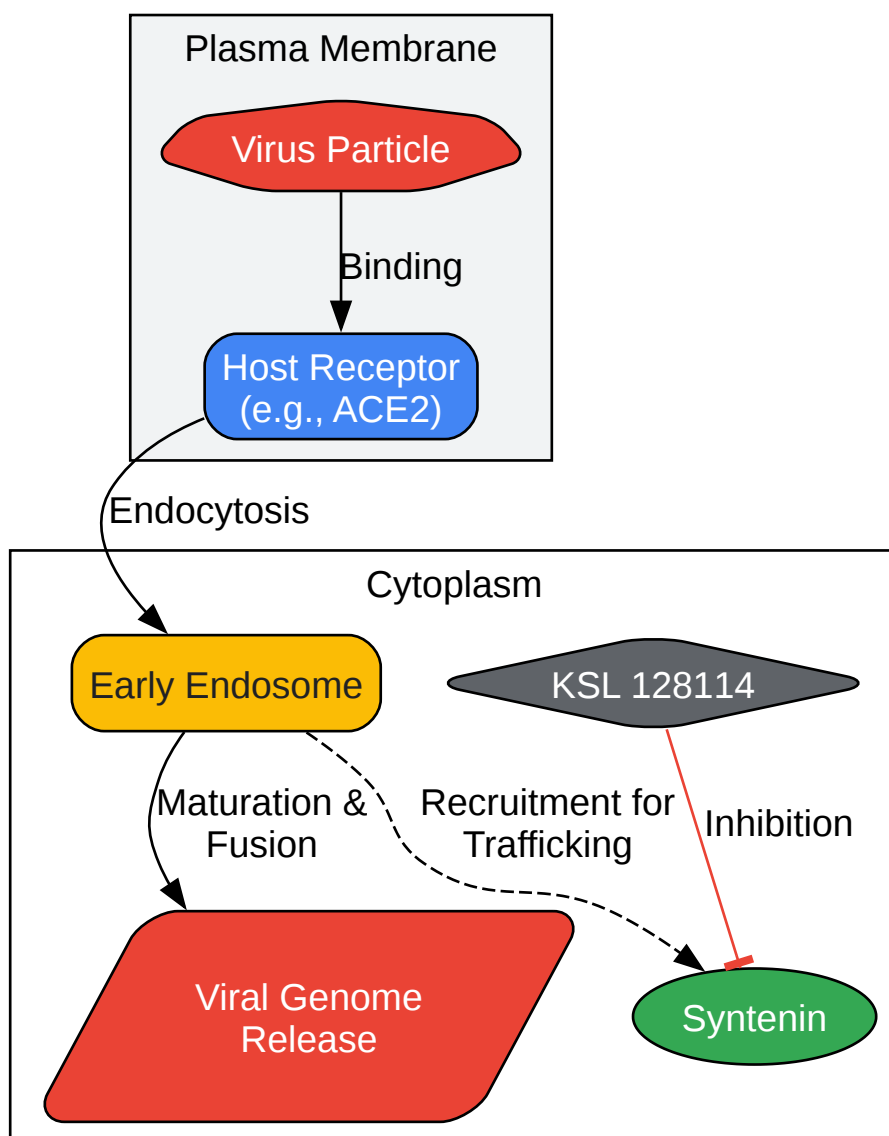 Plasma Membrane
Virus Particle
Binding
Host Receptor
(e.g., ACE2)
Endocytosis
Cytoplasm
Early Endosome
KSL 128114
Maturation &
Fusion
Recruitment for
Trafficking
Inhibition
Viral Genome
Release
Syntenin